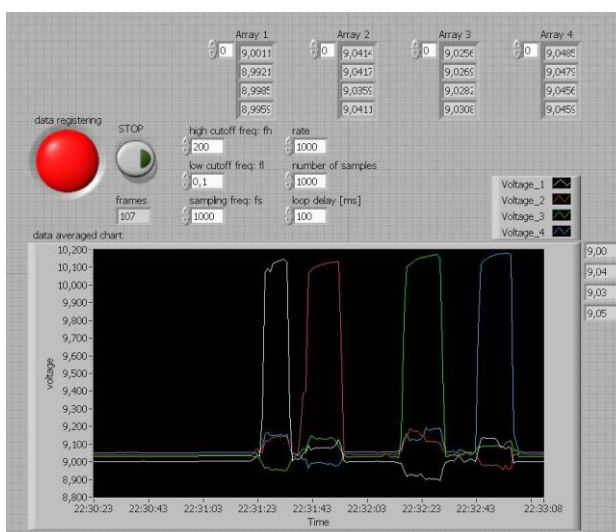 Array 1 Array 2 Array 3 Array 4
0 9,0011 0 9,0414 0 9,0256 0 9,0485
8,9921 9,0417 9,0269 9,0479
8,9985 9,0359 9,0282 9,0456
8,9959 9,0411 9,0308 9,0459
data registering
STOP
high cutoff freq: fh rate
200 1000
low cutoff freq: fl number of samples
0,1 1000
frames sampling freq: fs loop delay [ms]
107 1000 100
Voltage_1
Voltage_2
Voltage_3
Voltage_4
data averaged chart
10,200
10,100
10,000
9,900
9,800
9,700
9,600
9,500
9,400
9,300
9,200
9,100
9,000
8,900
8,800
voltage
9,00
9,04
9,03
9,05
22:30:23 22:30:43 22:31:03 22:31:23 22:31:43 22:32:03 22:32:23 22:32:43 22:33:08
Time